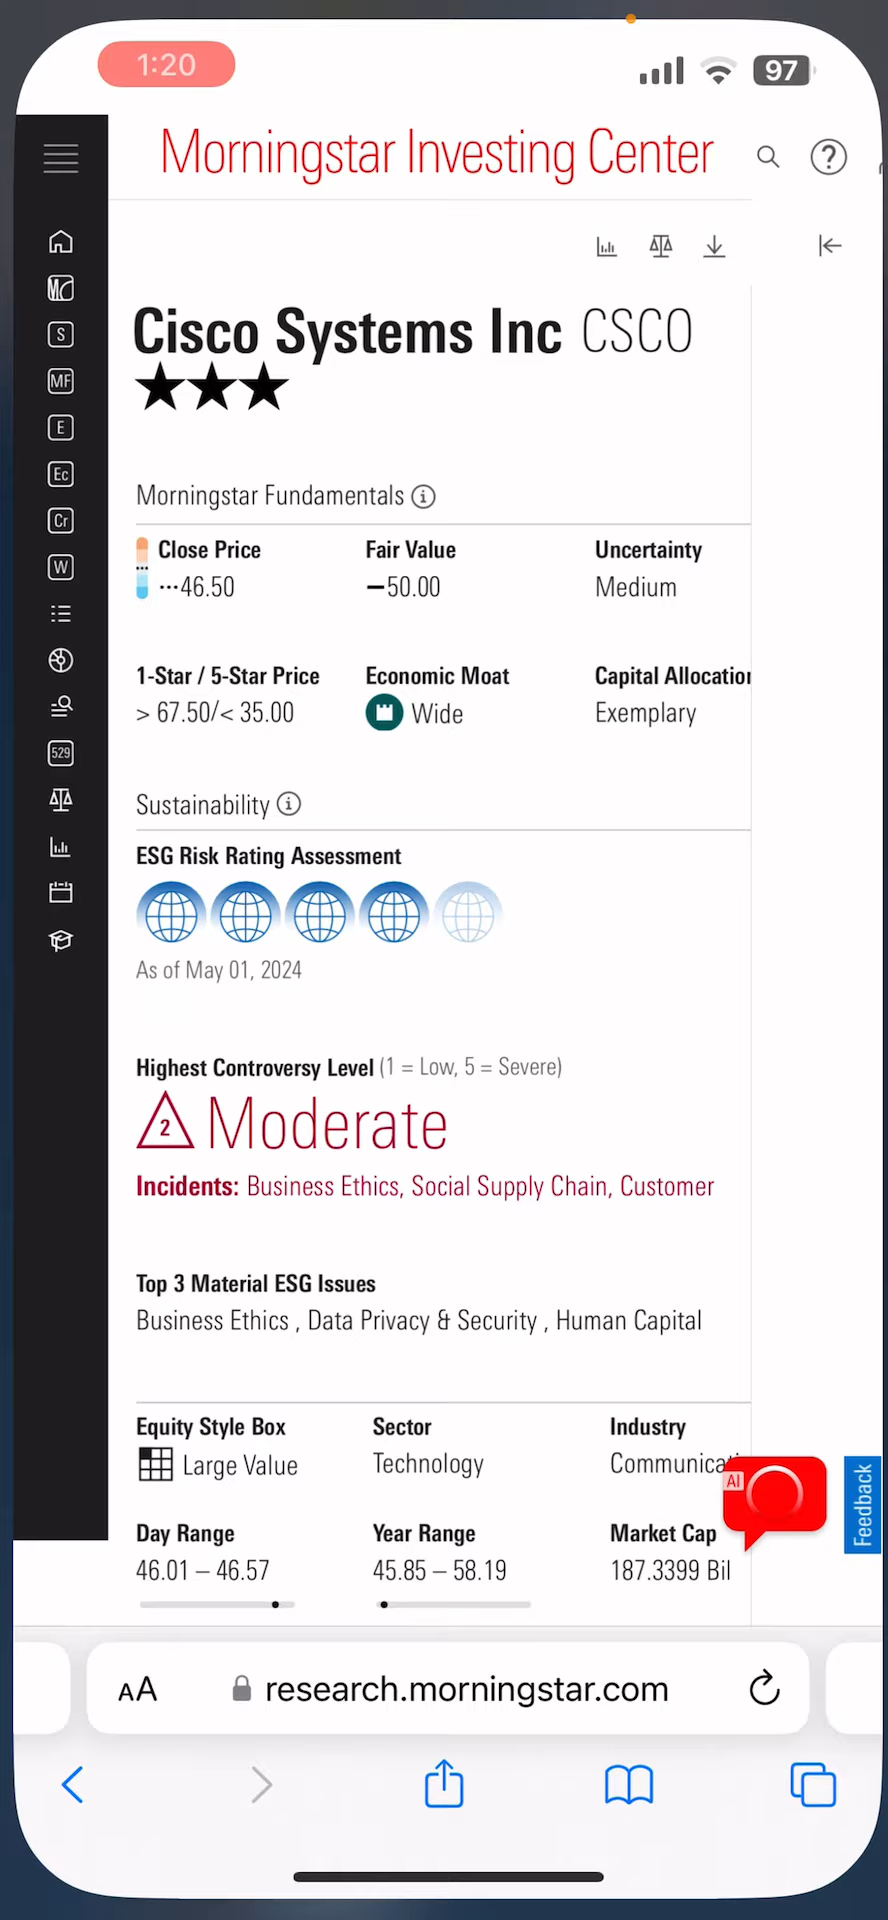 1:20
97
Morningstar Investing Center
?
Cisco Systems Inc CSCO
★★★
M
S
MF
E
Ec
Cr
W
529
Morningstar Fundamentals
Close Price Fair Value Uncertainty
46.50 50.00 Medium
1-Star / 5-Star Price Economic Moat Capital Allocation
> 67.50/< 35.00 Wide Exemplary
Sustainability
ESG Risk Rating Assessment
As of May 01, 2024
Highest Controversy Level (1 = Low, 5 = Severe)
2 Moderate
Incidents: Business Ethics, Social Supply Chain, Customer
Top 3 Material ESG Issues
Business Ethics , Data Privacy & Security , Human Capital
Equity Style Box Sector Industry
Large Value Technology Communicat
AI
Feedback
Day Range Year Range Market Cap
46.01 – 46.57 45.85 – 58.19 187.3399 Bil
AA research.morningstar.com